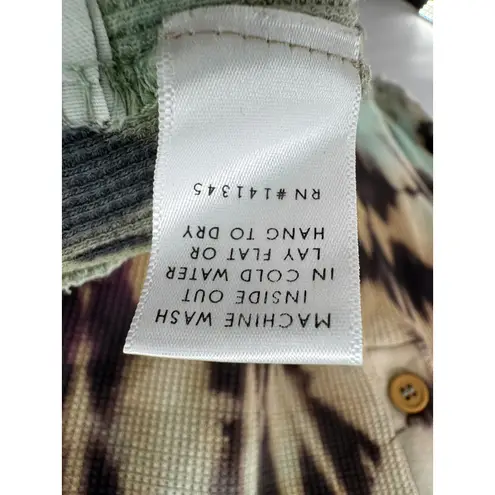 MACHINE WASH
INSIDE OUT
IN COLD WATER
LAY FLAT OR
HANG TO DRY
RN#141345